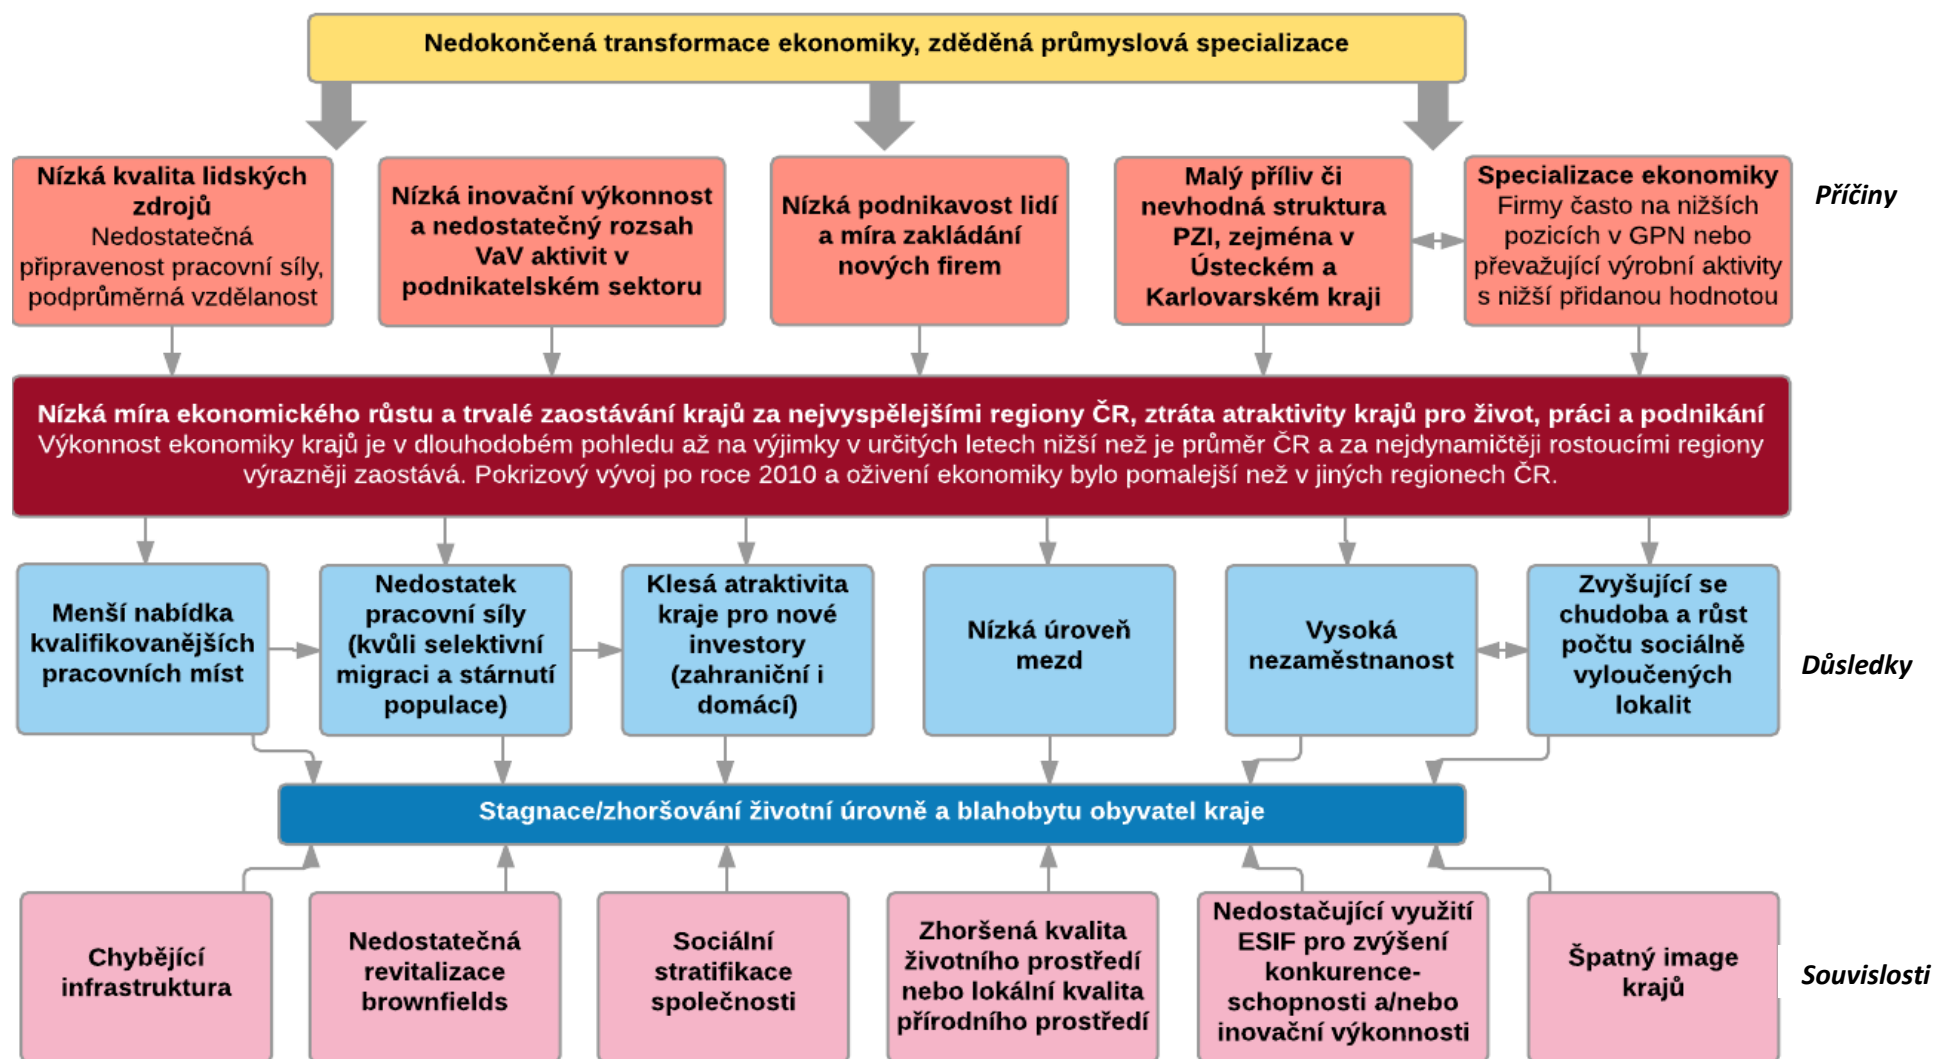 Nedokončená transformace ekonomiky, zděděná průmyslová specializace
Nízká kvalita lidských
zdrojů
Nedostatečná
připravenost pracovní síly,
podprůměrná vzdělanost
Nízká inovační výkonnost
a nedostatečný rozsah
VaV aktivit v
podnikatelském sektoru
Nízká podnikavost lidí
a míra zakládání
nových firem
Malý příliv či
nevhodná struktura
PZI, zejména v
Ústeckém a
Karlovarském kraji
Specializace ekonomiky
Firmy často na nižších
pozicích v GPN nebo
převažující výrobní aktivity
s nižší přidanou hodnotou
Příčiny
Nízká míra ekonomického růstu a trvalé zaostávání krajů za nejvyspělejšími regiony ČR, ztráta atraktivity krajů pro život, práci a podnikání
Výkonnost ekonomiky krajů je v dlouhodobém pohledu až na výjimky v určitých letech nižší než je průměr ČR a za nejdynamičtěji rostoucími regiony
výrazněji zaostává. Pokrizový vývoj po roce 2010 a oživení ekonomiky bylo pomalejší než v jiných regionech ČR.
Menší nabídka
kvalifikovanějších
pracovních míst
Nedostatek
pracovní síly
(kvůli selektivní
migraci a stárnutí
populace)
Klesá atraktivita
kraje pro nové
investory
(zahraniční i
domácí)
Nízká úroveň
mezd
Vysoká
nezaměstnanost
Zvyšující se
chudoba a růst
počtu sociálně
vyloučených
lokalit
Důsledky
Stagnace/zhoršování životní úrovně a blahobytu obyvatel kraje
Chybějící
infrastruktura
Nedostatečná
revitalizace
brownfields
Sociální
stratifikace
společnosti
Zhoršená kvalita
životního prostředí
nebo lokální kvalita
přírodního prostředí
Nedostačující využití
ESIF pro zvýšení
konkurence-
schopnosti a/nebo
inovační výkonnosti
Špatný image
krajů
Souvislosti